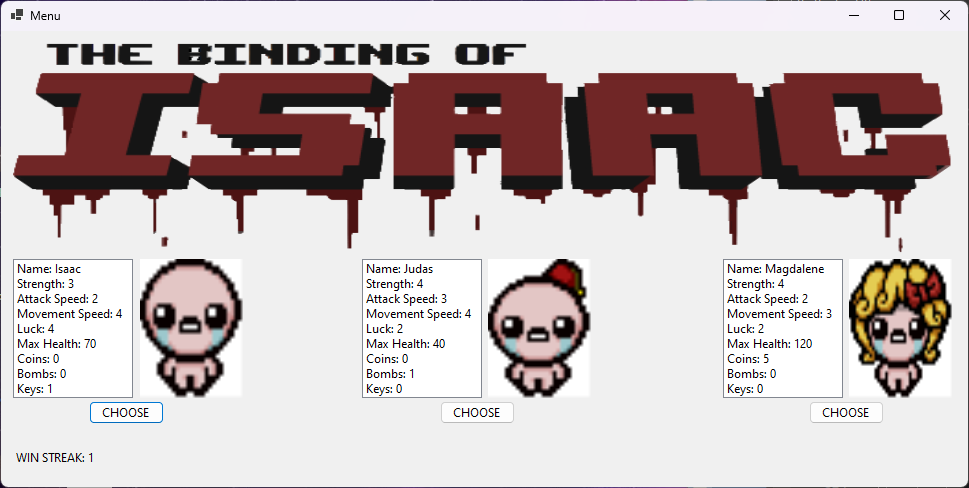 Menu
THE BINDING OF
ISAAC
Name: Isaac
Strength: 3
Attack Speed: 2
Movement Speed: 4
Luck: 4
Max Health: 70
Coins: 0
Bombs: 0
Keys: 1
CHOOSE
Name: Judas
Strength: 4
Attack Speed: 3
Movement Speed: 4
Luck: 2
Max Health: 40
Coins: 0
Bombs: 1
Keys: 0
CHOOSE
Name: Magdalene
Strength: 4
Attack Speed: 2
Movement Speed: 3
Luck: 2
Max Health: 120
Coins: 5
Bombs: 0
Keys: 0
CHOOSE
WIN STREAK: 1